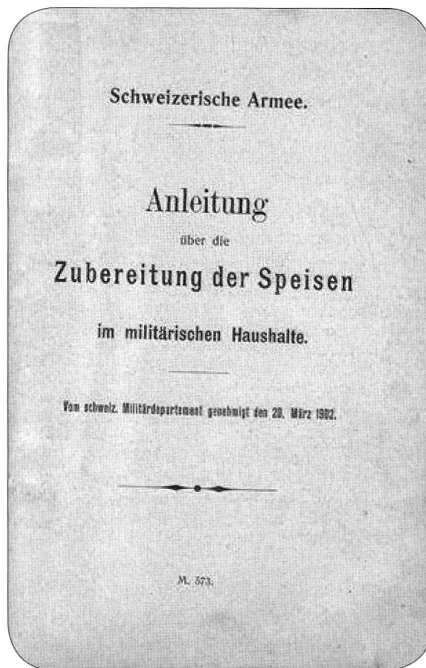 Schweizerische Armee.
Anleitung
über die
Zubereitung der Speisen
im militärischen Haushalte.
Vom schweiz. Militärdepartement genehmigt den 20. März 1902.
M. 573.